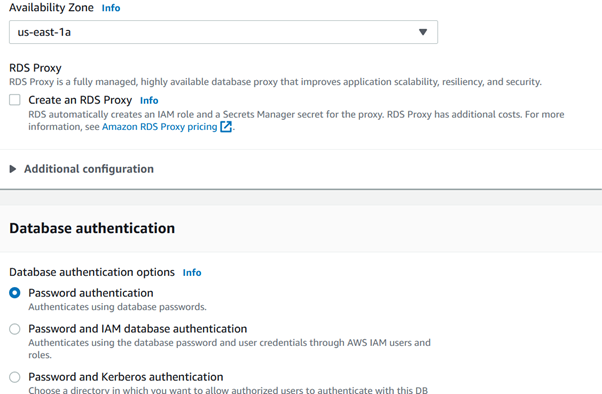 Availability Zone Info
us-east-1a
RDS Proxy
RDS Proxy is a fully managed, highly available database proxy that improves application scalability, resiliency, and security.
Create an RDS Proxy Info
RDS automatically creates an IAM role and a Secrets Manager secret for the proxy. RDS Proxy has additional costs. For more
information, see Amazon RDS Proxy pricing.
Additional configuration
Database authentication
Database authentication options Info
Password authentication
Authenticates using database passwords.
Password and IAM database authentication
Authenticates using the database password and user credentials through AWS IAM users and
roles.
Password and Kerberos authentication
Choose a directory in which you want to allow authorized users to authenticate with this DB